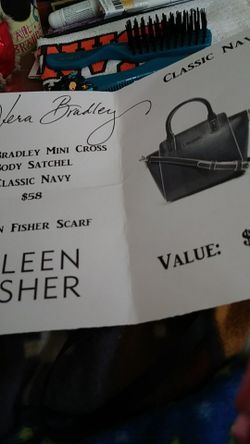 Vera Bradley
Bradley Mini Cross
Body Satchel
Classic Navy
$58
n Fisher Scarf
LEEN
SHER
Classic Navy
Value: $